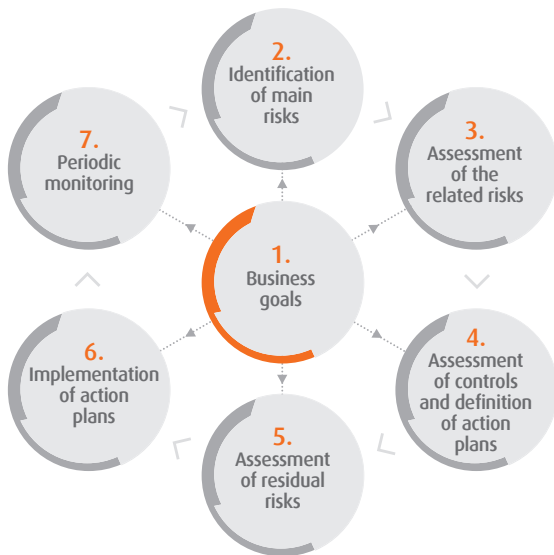 1.
Business
goals
2.
Identification
of main
risks
3.
Assessment
of the
related risks
4.
Assessment
of controls
and definition
of action
plans
5.
Assessment
of residual
risks
6.
Implementation
of action
plans
7.
Periodic
monitoring